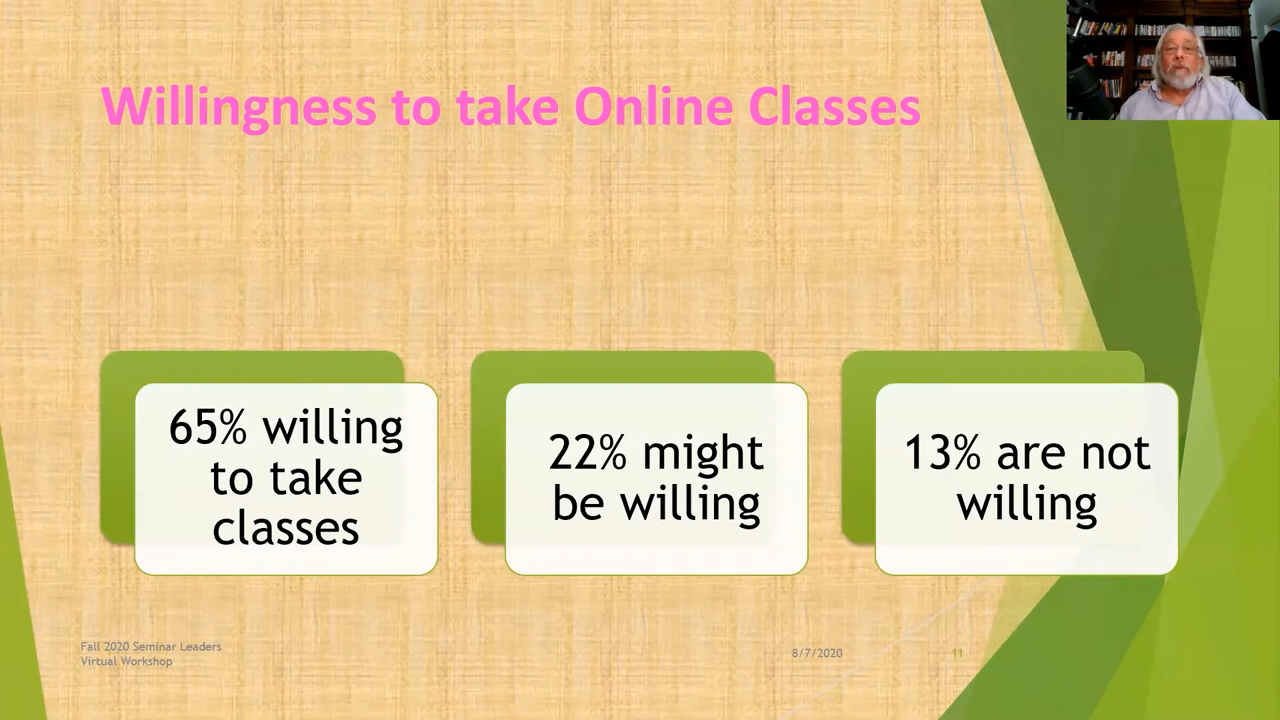 Willingness to take Online Classes
65% willing
to take
classes
22% might
be willing
13% are not
willing
Fall 2020 Seminar Leaders
Virtual Workshop
8/7/2020
11